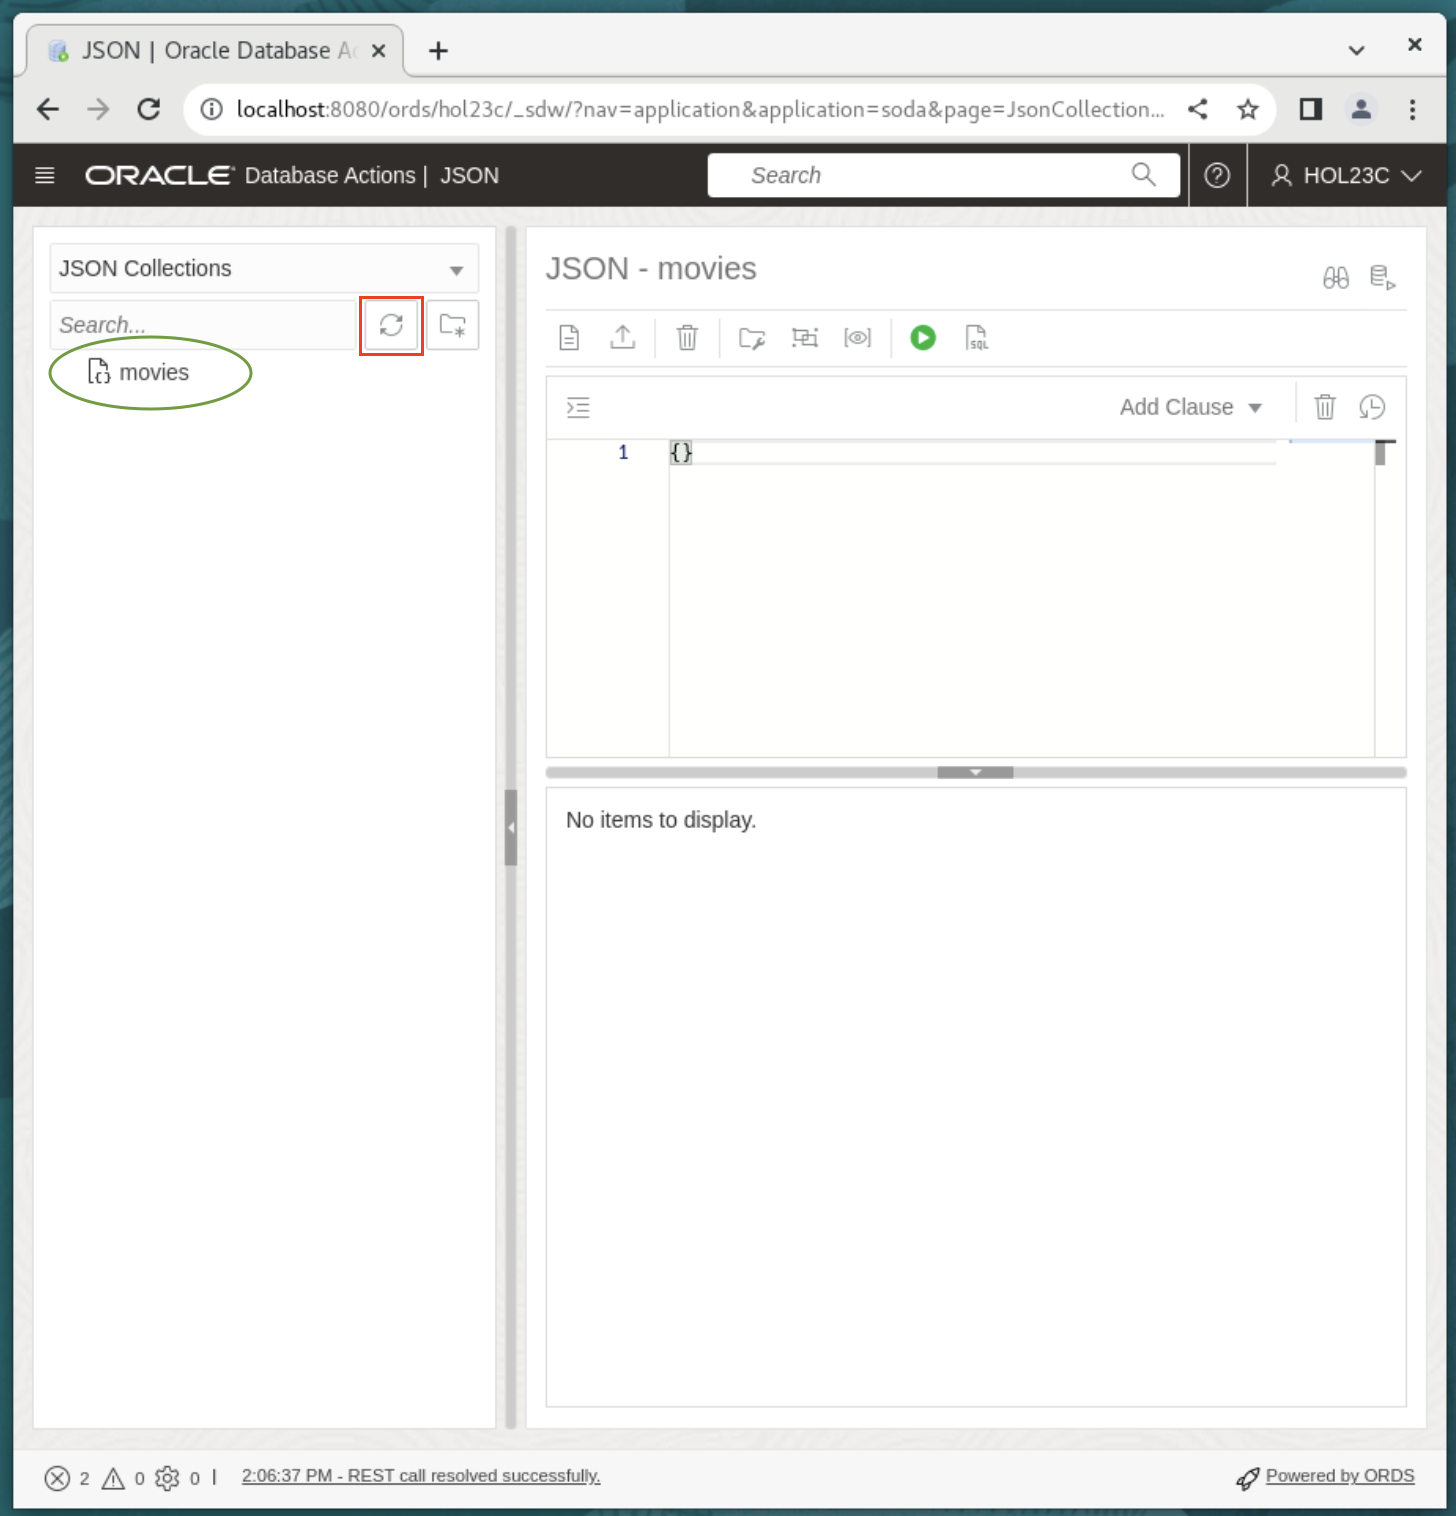 JSON | Oracle Database Ac
localhost:8080/ords/hol23c/_sdw/?nav=application&application=soda&page=JsonCollection...
ORACLE Database Actions | JSON
Search
HOL23C
JSON Collections
Search...
movies
JSON - movies
SQL
Add Clause
1 {}
No items to display.
2 0 0 | 2:06:37 PM - REST call resolved successfully.
Powered by ORDS